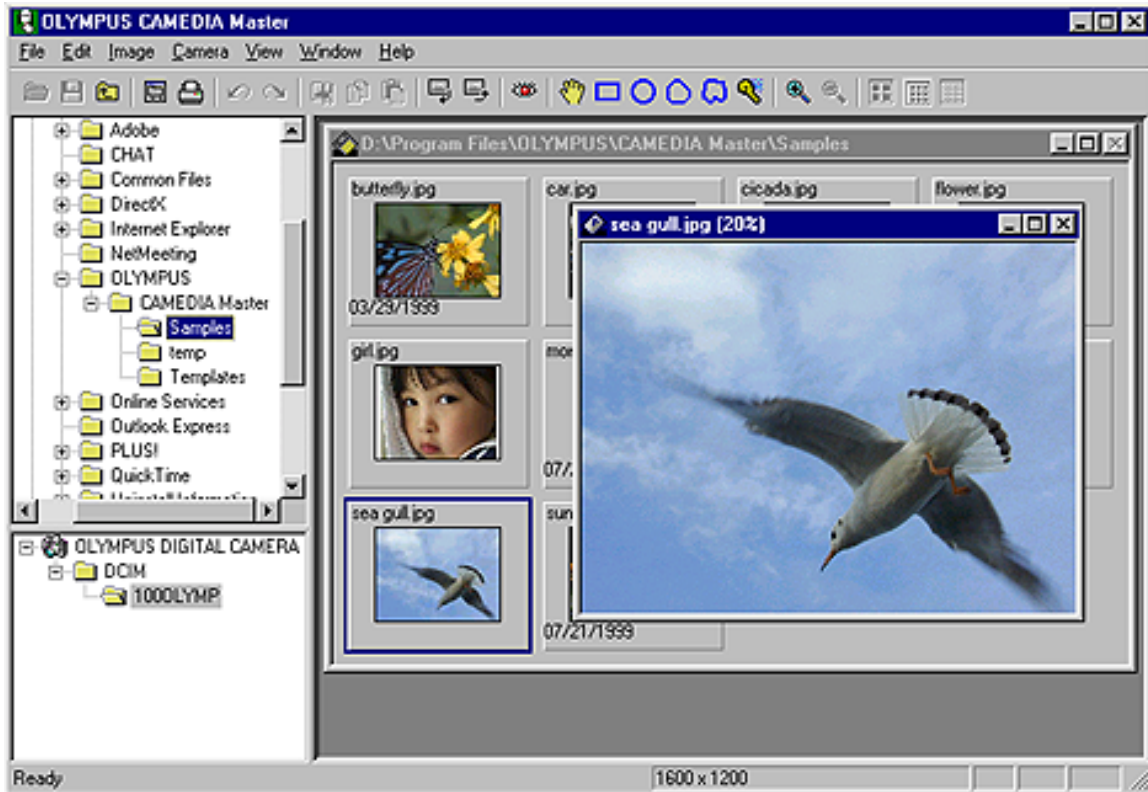 OLYMPUS CAMEDIA Master
File Edit Image Camera View Window Help
Adobe
CHAT
Common Files
DirectX
Internet Explorer
NetMeeting
OLYMPUS
CAMEDIA Master
Samples
temp
Templates
Online Services
Outlook Express
PLUS!
QuickTime
OLYMPUS DIGITAL CAMERA
DCIM
100OLYMP
D:\Program Files\OLYMPUS\CAMEDIA Master\Samples
butterfly.jpg car.jpg cicada.jpg flower.jpg
03/29/1999
girl.jpg
sea gull.jpg
07/21/1999
sea gull.jpg (20%)
Ready 1600 x 1200